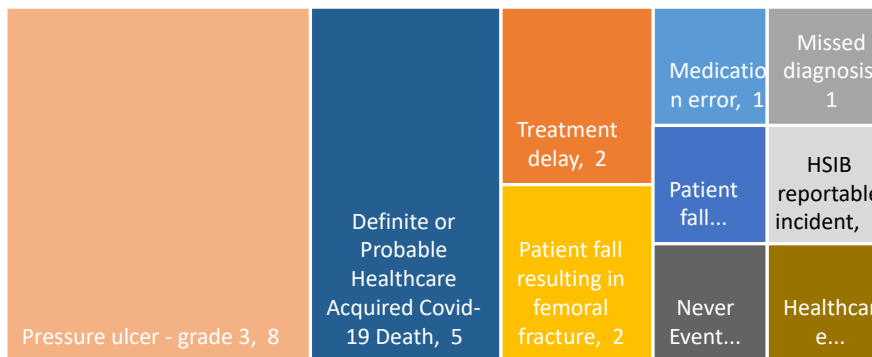 Pressure ulcer - grade 3, 8
Definite or
Probable
Healthcare
Acquired Covid-
19 Death, 5
Treatment
delay, 2
Patient fall
resulting in
femoral
fracture, 2
Medicatio
n error, 1
Missed
diagnosis
1
Patient
fall...
HSIB
reportable
incident,
Never
Event...
Healthcar
e...